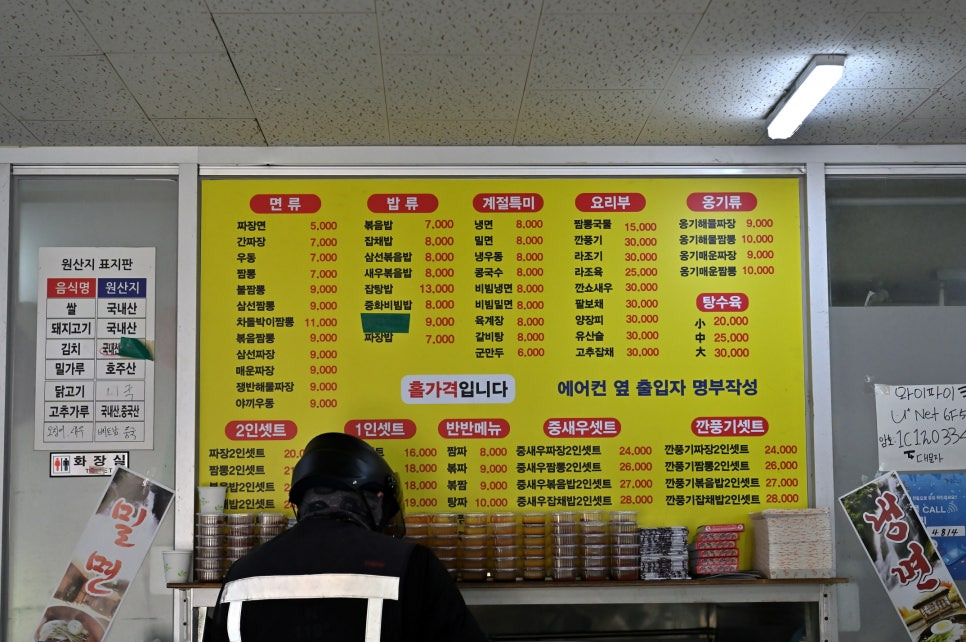 원산지 표지판
음식명 원산지
쌀 국내산
돼지고기 국내산
김치
밀가루 호주산
닭고기
고추가루 국내산,중국산
화장실
밀면
면 류
짜장면 5,000
간짜장 7,000
우동 7,000
짬뽕 7,000
불짬뽕 9,000
삼선짬뽕 9,000
차돌박이짬뽕 11,000
볶음짬뽕 9,000
삼선짜장 9,000
매운짜장 9,000
쟁반해물짜장 9,000
야끼우동 9,000
밥 류
볶음밥 7,000
잡채밥 8,000
삼선볶음밥 8,000
새우볶음밥 8,000
잡탕밥 13,000
중화비빔밥 8,000
9,000
짜장밥 7,000
계절특미
냉면 8,000
밀면 8,000
냉우동 8,000
콩국수 8,000
비빔냉면 8,000
비빔밀면 8,000
육계장 8,000
갈비탕 8,000
군만두 6,000
요리부
짬뽕국물 15,000
깐풍기 30,000
라조기 30,000
라조육 25,000
깐쇼새우 30,000
팔보채 30,000
양장피 30,000
유산슬 30,000
고추잡채 30,000
옹기류
옹기해물짜장 9,000
옹기해물짬뽕 10,000
옹기매운짜장 9,000
옹기매운짬뽕 10,000
탕수육
小 20,000
中 25,000
大 30,000
홀가격입니다
에어컨 옆 출입자 명부작성
2인셋트
짜장2인셋트
짬뽕2인셋트
볶음밥2인셋트
1인셋트
16,000
18,000
18,000
반반메뉴
짬짜 8,000
볶짜 9,000
볶짬 9,000
탕짜 10,000
중새우셋트
중새우짜장2인셋트 24,000
중새우짬뽕2인셋트 26,000
중새우볶음밥2인셋트 27,000
중새우잡채밥2인셋트 28,000
깐풍기셋트
깐풍기짜장2인셋트 24,000
깐풍기짬뽕2인셋트 26,000
깐풍기볶음밥2인셋트 27,000
깐풍기잡채밥2인셋트 28,000
와이파이
대문자
CALL
4814
냉면